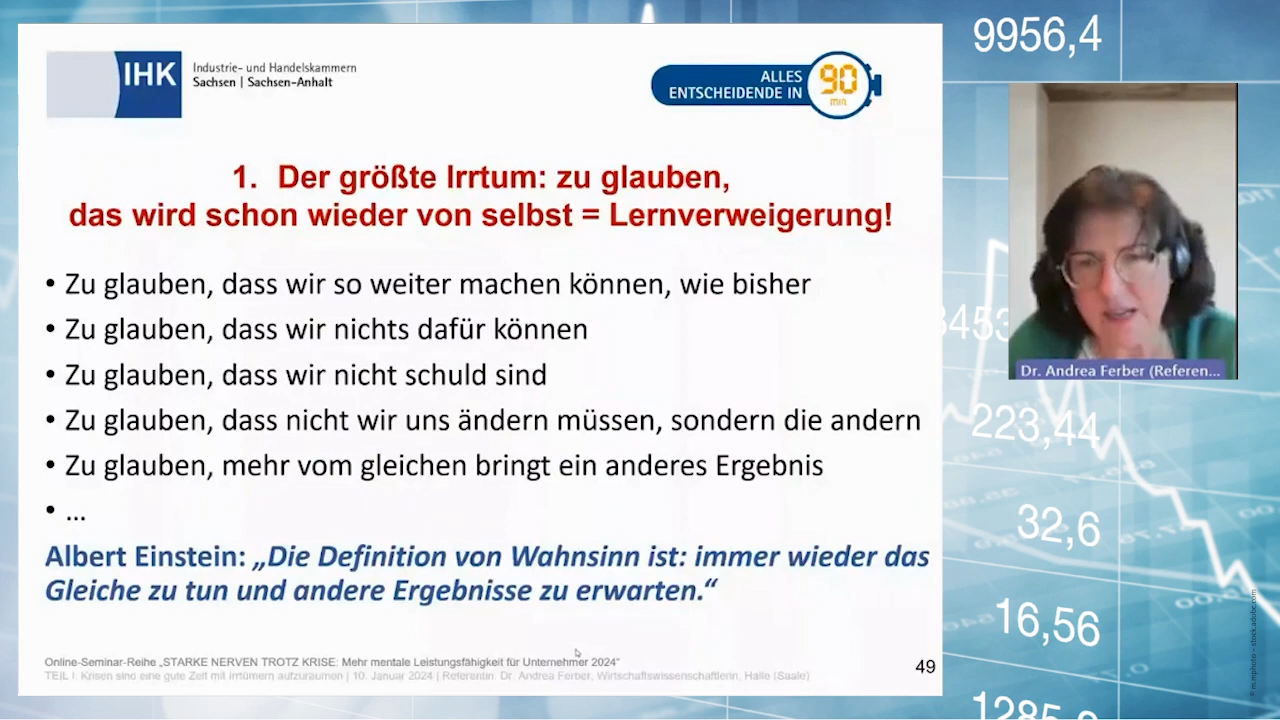 9956,4
IHK
Industrie- und Handelskammern
Sachsen | Sachsen-Anhalt
ALLES
ENTSCHEIDENDE IN
90
min
1. Der größte Irrtum: zu glauben,
das wird schon wieder von selbst = Lernverweigerung!
• Zu glauben, dass wir so weiter machen können, wie bisher
• Zu glauben, dass wir nichts dafür können
• Zu glauben, dass wir nicht schuld sind
• Zu glauben, dass nicht wir uns ändern müssen, sondern die andern
• Zu glauben, mehr vom gleichen bringt ein anderes Ergebnis
• ...
Albert Einstein: „Die Definition von Wahnsinn ist: immer wieder das
Gleiche zu tun und andere Ergebnisse zu erwarten.“
Online-Seminar-Reihe „STARKE NERVEN TROTZ KRISE: Mehr mentale Leistungsfähigkeit für Unternehmer 2024“
TEIL I: Krisen sind eine gute Zeit mit Irrtümern aufzuräumen | 10. Januar 2024 | Referentin: Dr. Andrea Ferber, Wirtschaftswissenschaftlerin, Halle (Saale)
49
Dr. Andrea Ferber (Referen...
223,44
32,6
16,56
© m.mphoto - stock.adobe.com